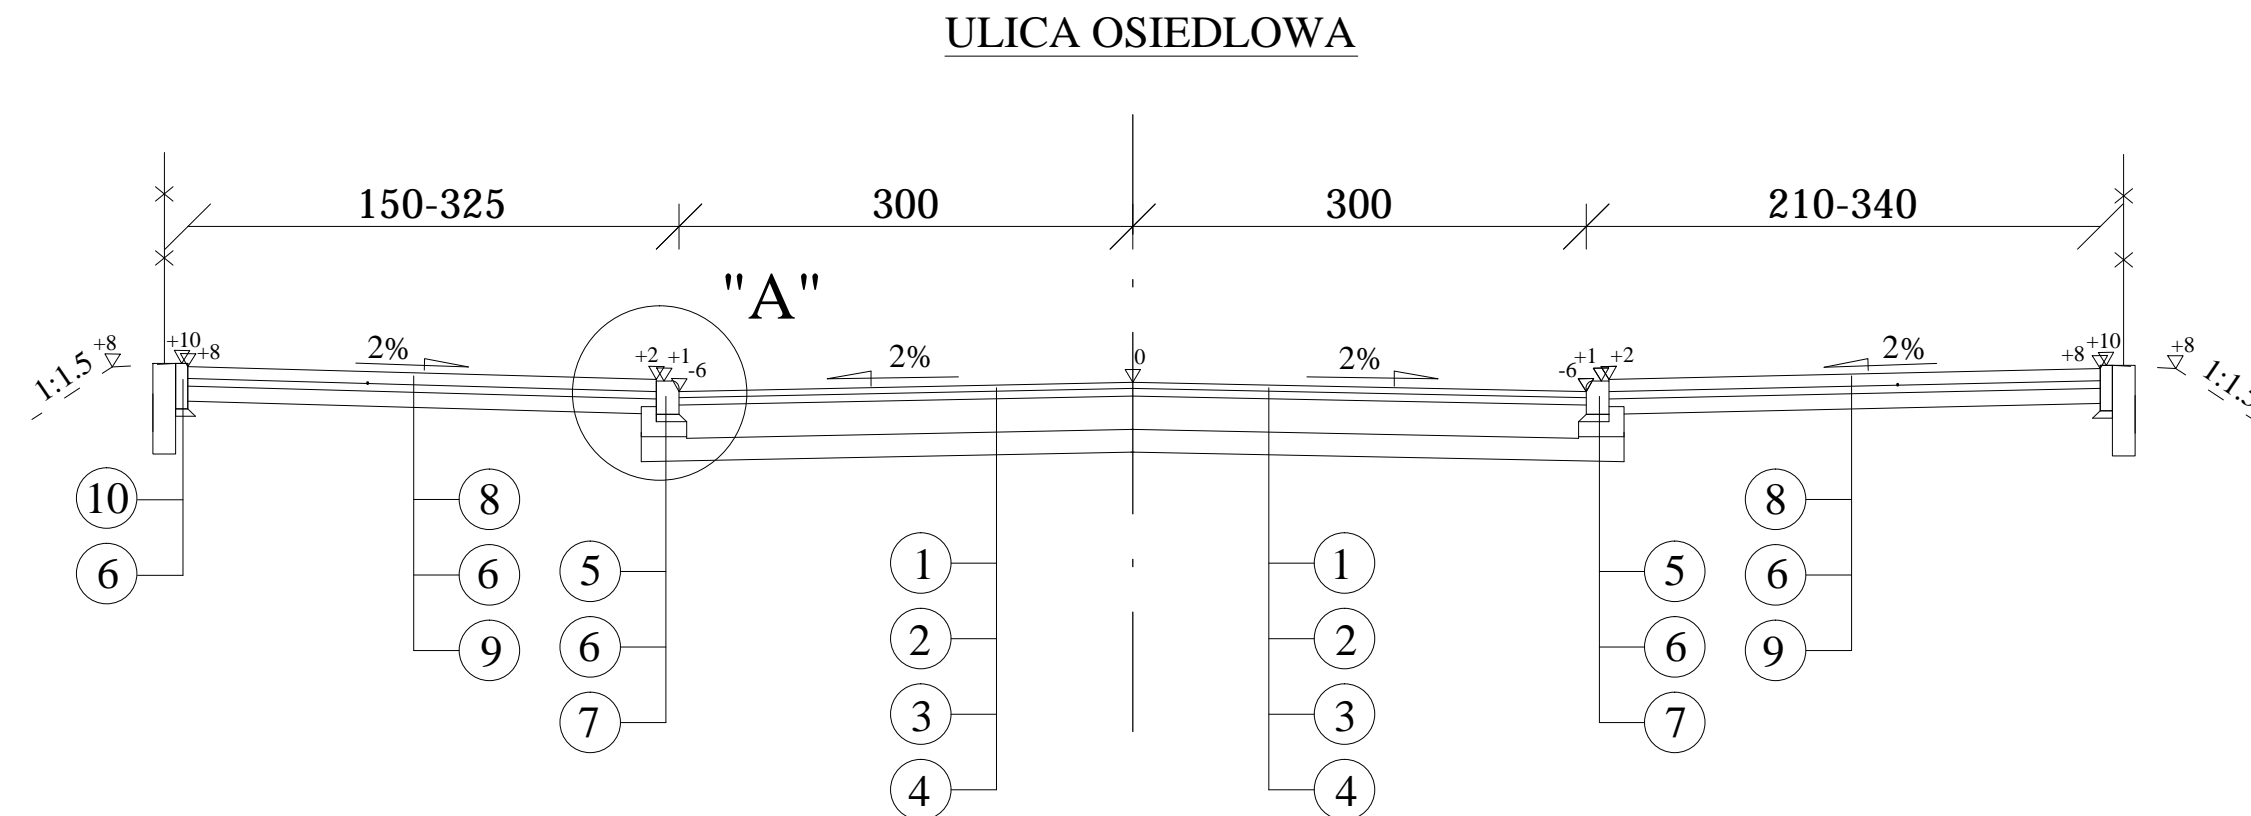 ULICA OSIEDLOWA
150-325 300 300 210-340
"A"
1:1.5 +8 +10 +8 2% +2 +1 -6 2% 0 2% -6 +1 +2 2% +8 +10 +8
10 8 8
6 6 5 1 1 5 6
9 6 2 2 6 9
7 3 3 7
4 4